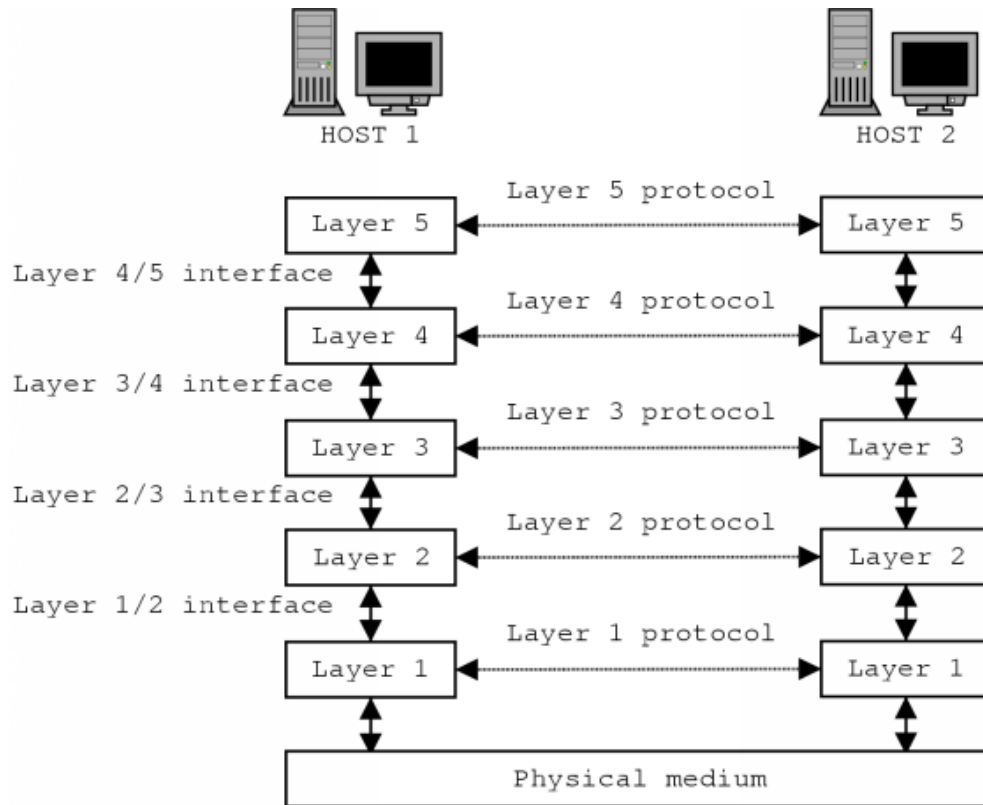 HOST 1
HOST 2
Layer 5 protocol
Layer 5
Layer 5
Layer 4/5 interface
Layer 4 protocol
Layer 4
Layer 4
Layer 3/4 interface
Layer 3 protocol
Layer 3
Layer 3
Layer 2/3 interface
Layer 2 protocol
Layer 2
Layer 2
Layer 1/2 interface
Layer 1 protocol
Layer 1
Layer 1
Physical medium